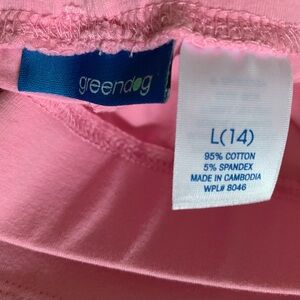 greendog
L(14)
95% COTTON
5% SPANDEX
MADE IN CAMBODIA
WPL# 8046